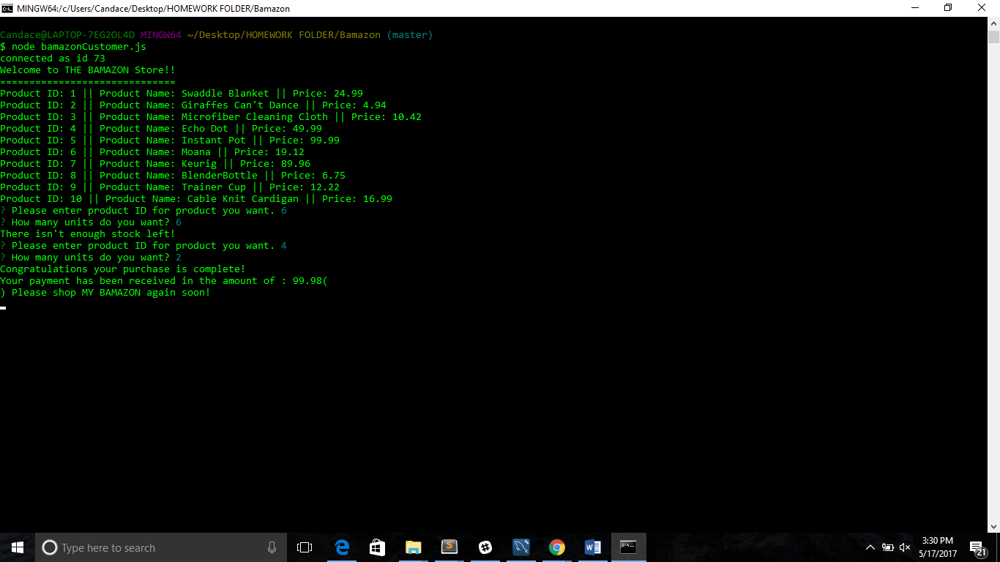 MINGW64:/c/Users/Candace/Desktop/HOMEWORK FOLDER/Bamazon
Candace@LAPTOP-7EG2OL4D MINGW64 ~/Desktop/HOMEWORK FOLDER/Bamazon (master)
$ node bamazonCustomer.js
connected as id 73
Welcome to THE BAMAZON Store!!
==============================
Product ID: 1 || Product Name: Swaddle Blanket || Price: 24.99
Product ID: 2 || Product Name: Giraffes Can't Dance || Price: 4.94
Product ID: 3 || Product Name: Microfiber Cleaning Cloth || Price: 10.42
Product ID: 4 || Product Name: Echo Dot || Price: 49.99
Product ID: 5 || Product Name: Instant Pot || Price: 99.99
Product ID: 6 || Product Name: Moana || Price: 19.12
Product ID: 7 || Product Name: Keurig || Price: 89.96
Product ID: 8 || Product Name: BlenderBottle || Price: 6.75
Product ID: 9 || Product Name: Trainer Cup || Price: 12.22
Product ID: 10 || Product Name: Cable Knit Cardigan || Price: 16.99
? Please enter product ID for product you want. 6
? How many units do you want? 6
There isn't enough stock left!
? Please enter product ID for product you want. 4
? How many units do you want? 2
Congratulations your purchase is complete!
Your payment has been received in the amount of : 99.98(
) Please shop MY BAMAZON again soon!
Type here to search
3:30 PM
5/17/2017
21